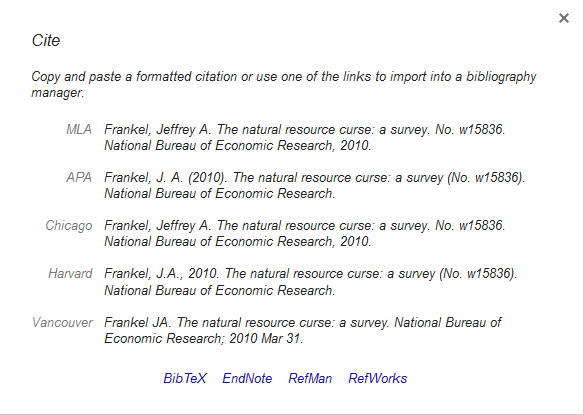 ×
Cite
Copy and paste a formatted citation or use one of the links to import into a bibliography
manager.
MLA Frankel, Jeffrey A. The natural resource curse: a survey. No. w15836.
National Bureau of Economic Research, 2010.
APA Frankel, J. A. (2010). The natural resource curse: a survey (No. w15836).
National Bureau of Economic Research.
Chicago Frankel, Jeffrey A. The natural resource curse: a survey. No. w15836.
National Bureau of Economic Research, 2010.
Harvard Frankel, J.A., 2010. The natural resource curse: a survey (No. w15836).
National Bureau of Economic Research.
Vancouver Frankel JA. The natural resource curse: a survey. National Bureau of
Economic Research; 2010 Mar 31.
BibTeX EndNote RefMan RefWorks